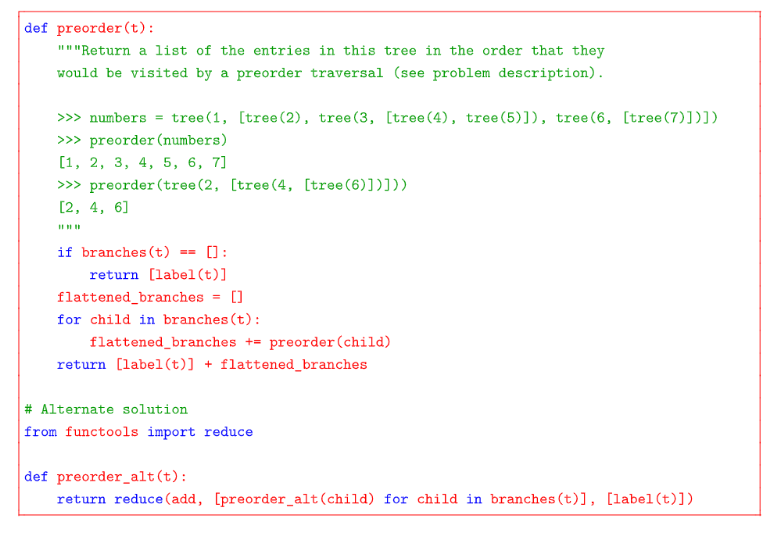 def preorder(t):
    """Return a list of the entries in this tree in the order that they
    would be visited by a preorder traversal (see problem description).
    >>> numbers = tree(1, [tree(2), tree(3, [tree(4), tree(5)]), tree(6, [tree(7)])])
    >>> preorder(numbers)
    [1, 2, 3, 4, 5, 6, 7]
    >>> preorder(tree(2, [tree(4, [tree(6)])]))
    [2, 4, 6]
    """
    if branches(t) == []:
        return [label(t)]
    flattened_branches = []
    for child in branches(t):
        flattened_branches += preorder(child)
    return [label(t)] + flattened_branches
# Alternate solution
from functools import reduce
def preorder_alt(t):
    return reduce(add, [preorder_alt(child) for child in branches(t)], [label(t)])